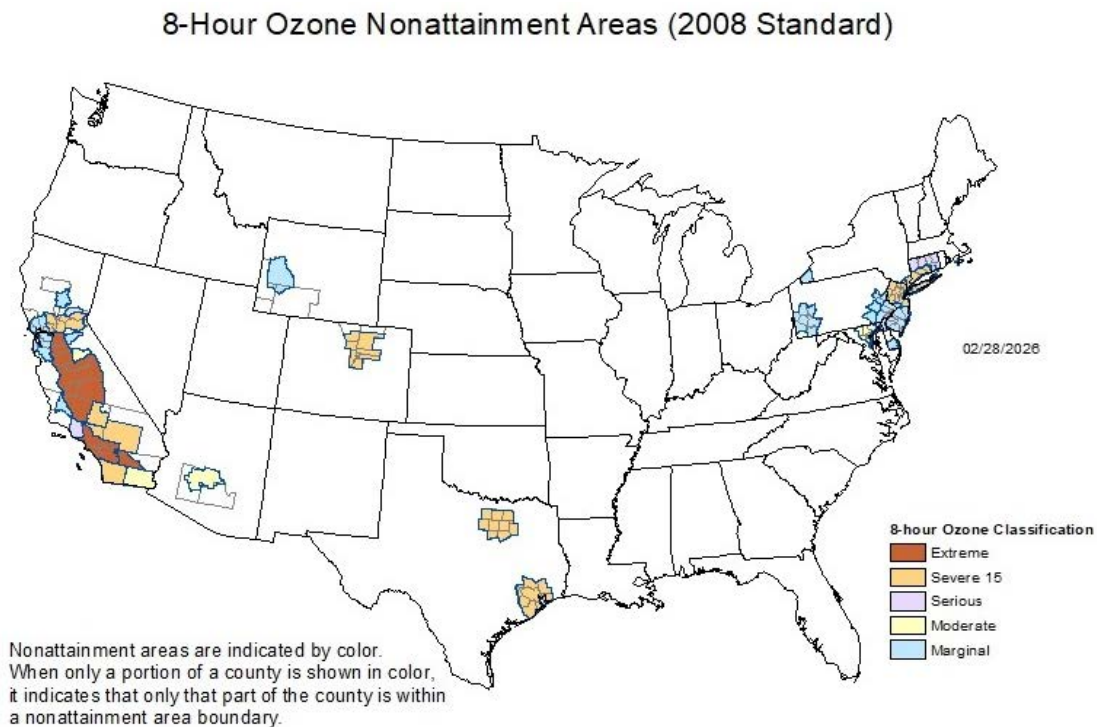 8-Hour Ozone Nonattainment Areas (2008 Standard)
02/28/2026
8-hour Ozone Classification
Extreme
Severe 15
Serious
Moderate
Marginal
Nonattainment areas are indicated by color.
When only a portion of a county is shown in color,
it indicates that only that part of the county is within
a nonattainment area boundary.